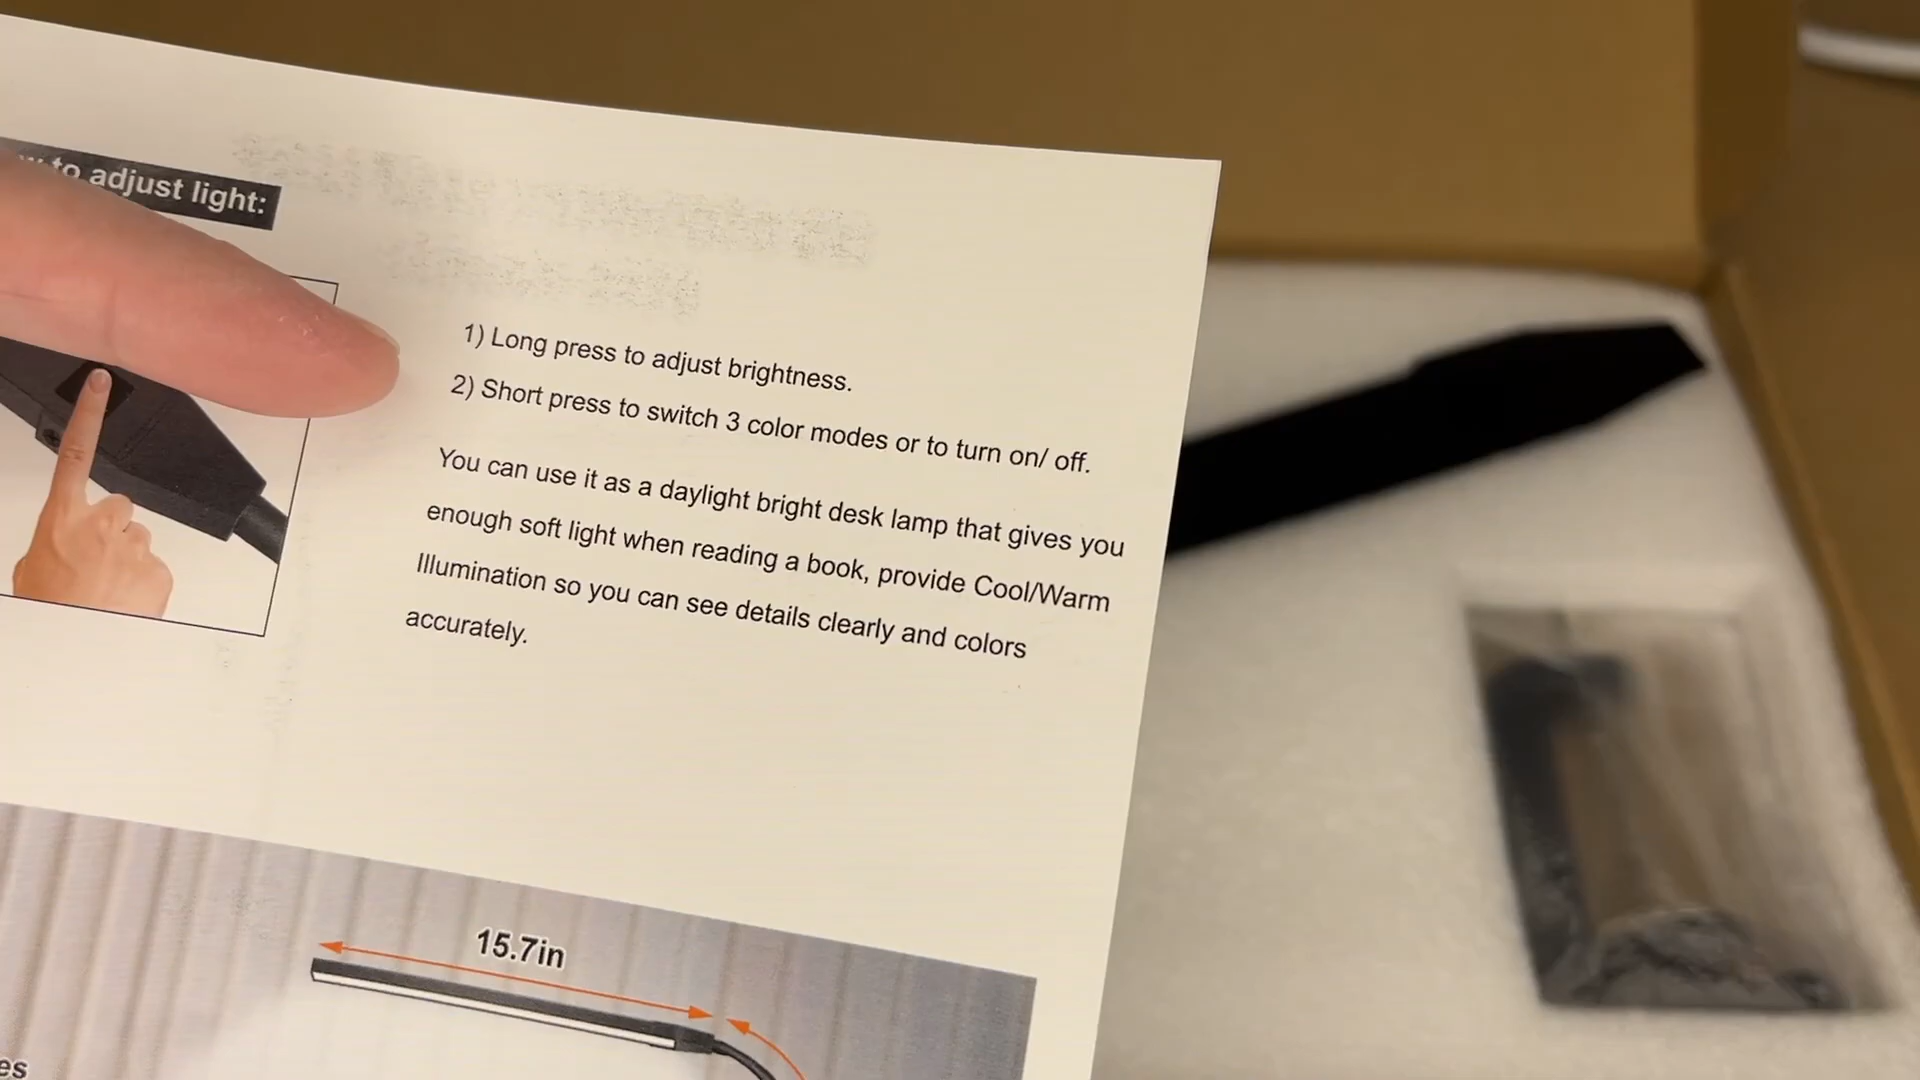 to adjust light:
1) Long press to adjust brightness.
2) Short press to switch 3 color modes or to turn on/ off.
You can use it as a daylight bright desk lamp that gives you
enough soft light when reading a book, provide Cool/Warm
Illumination so you can see details clearly and colors
accurately.
15.7in
es